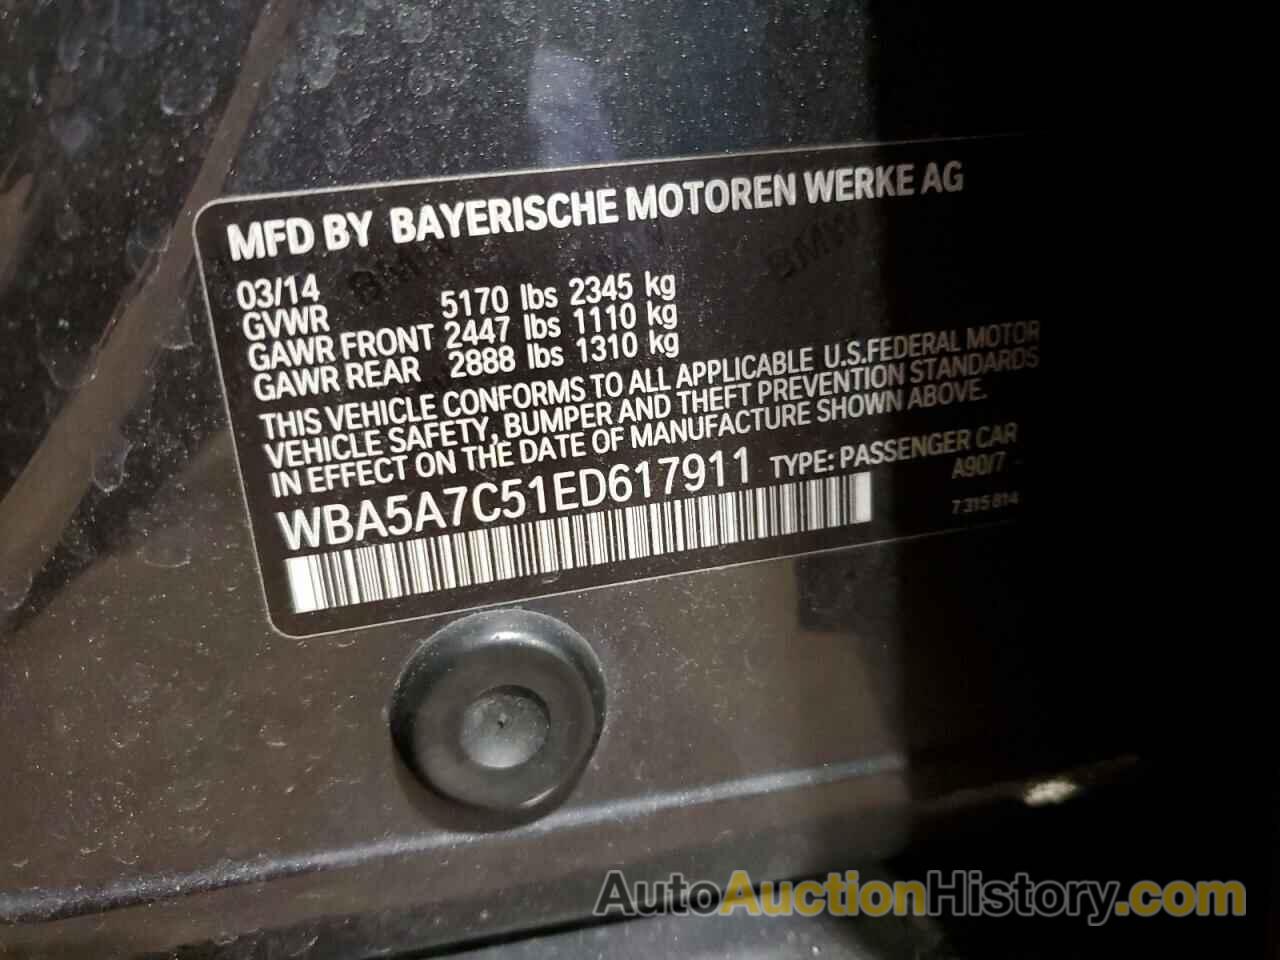 MFD BY BAYERISCHE MOTOREN WERKE AG
03/14
GVWR 5170 lbs 2345 kg
GAWR FRONT 2447 lbs 1110 kg
GAWR REAR 2888 lbs 1310 kg
THIS VEHICLE CONFORMS TO ALL APPLICABLE U.S.FEDERAL MOTOR
VEHICLE SAFETY, BUMPER AND THEFT PREVENTION STANDARDS
IN EFFECT ON THE DATE OF MANUFACTURE SHOWN ABOVE.
WBA5A7C51ED617911 TYPE: PASSENGER CAR
A90/7 -
7 315 814
BMW
BMW
BMW
AutoAuctionHistory.com